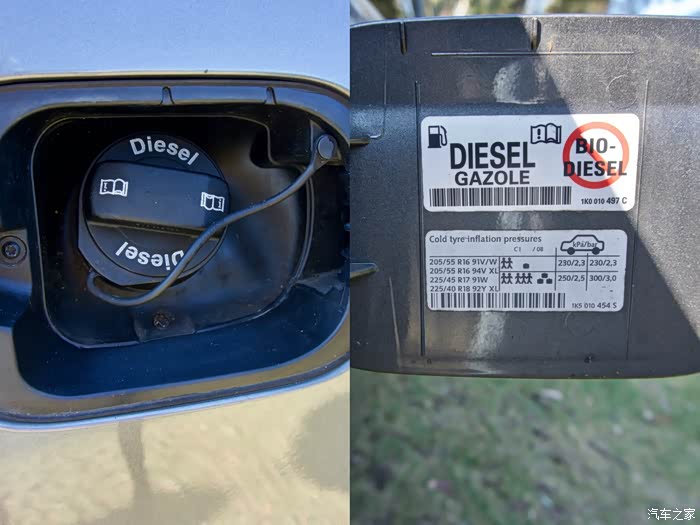 Diesel
Diesel
DIESEL
GAZOLE
BIO-
DIESEL
1K0 010 497 C
Cold tyre inflation pressures
kPa/bar
C1 / 08
205/55 R16 91V/W
205/55 R16 94V XL
225/45 R17 91W
225/40 R18 92Y XL
230/2,3 230/2,3
250/2,5 300/3,0
1K5 010 454 S
汽车之家